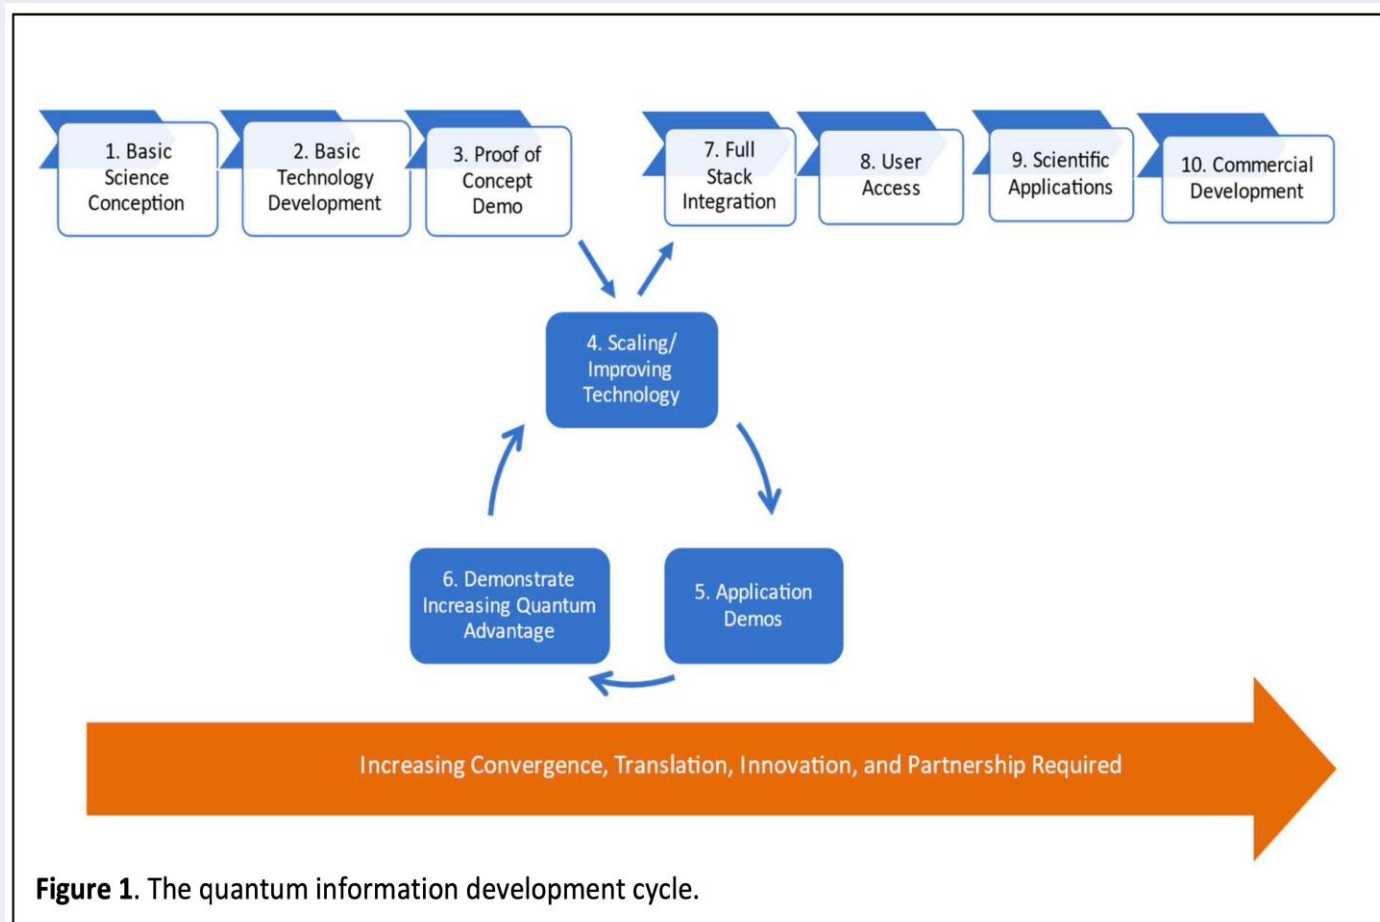 1. Basic
Science
Conception
2. Basic
Technology
Development
3. Proof of
Concept
Demo
7. Full
Stack
Integration
8. User
Access
9. Scientific
Applications
10. Commercial
Development
4. Scaling/
Improving
Technology
6. Demonstrate
Increasing Quantum
Advantage
5. Application
Demos
Increasing Convergence, Translation, Innovation, and Partnership Required
Figure 1. The quantum information development cycle.